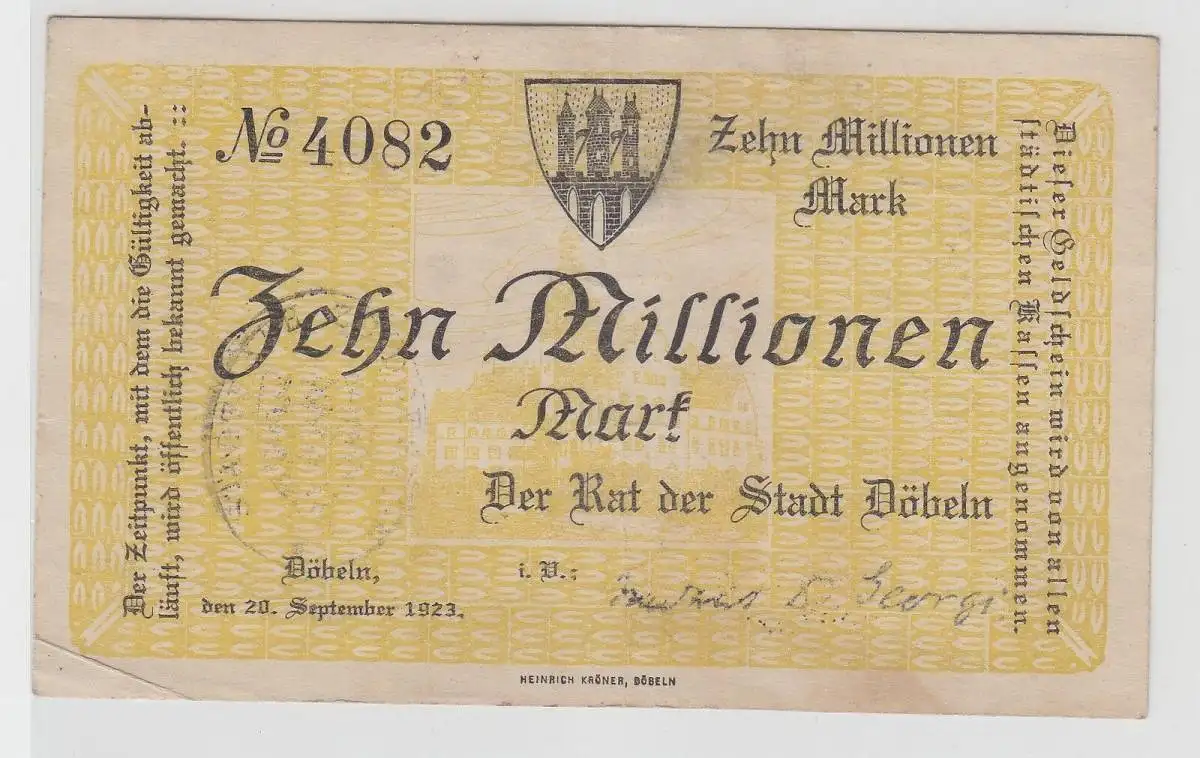 № 4082
Zehn Millionen
Mark
Zehn Millionen
Mark
Der Rat der Stadt Döbeln
Döbeln,
den 20. September 1923.
i. V.:
Dr. Georgi
Der Zeitpunkt, mit dem die Gültigkeit ab-
läuft, wird öffentlich bekannt gemacht. ::
Dieser Geldschein wird von allen
städtischen Kassen angenommen.
HEINRICH KRÖNER, DÖBELN